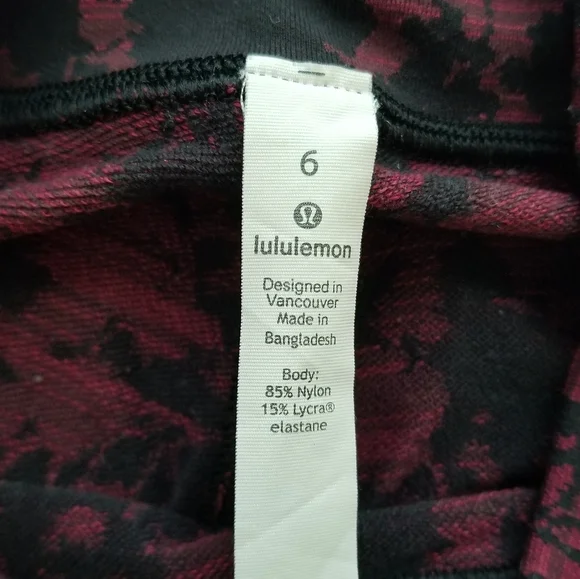 6
lululemon
Designed in
Vancouver
Made in
Bangladesh
Body:
85% Nylon
15% Lycra®
elastane